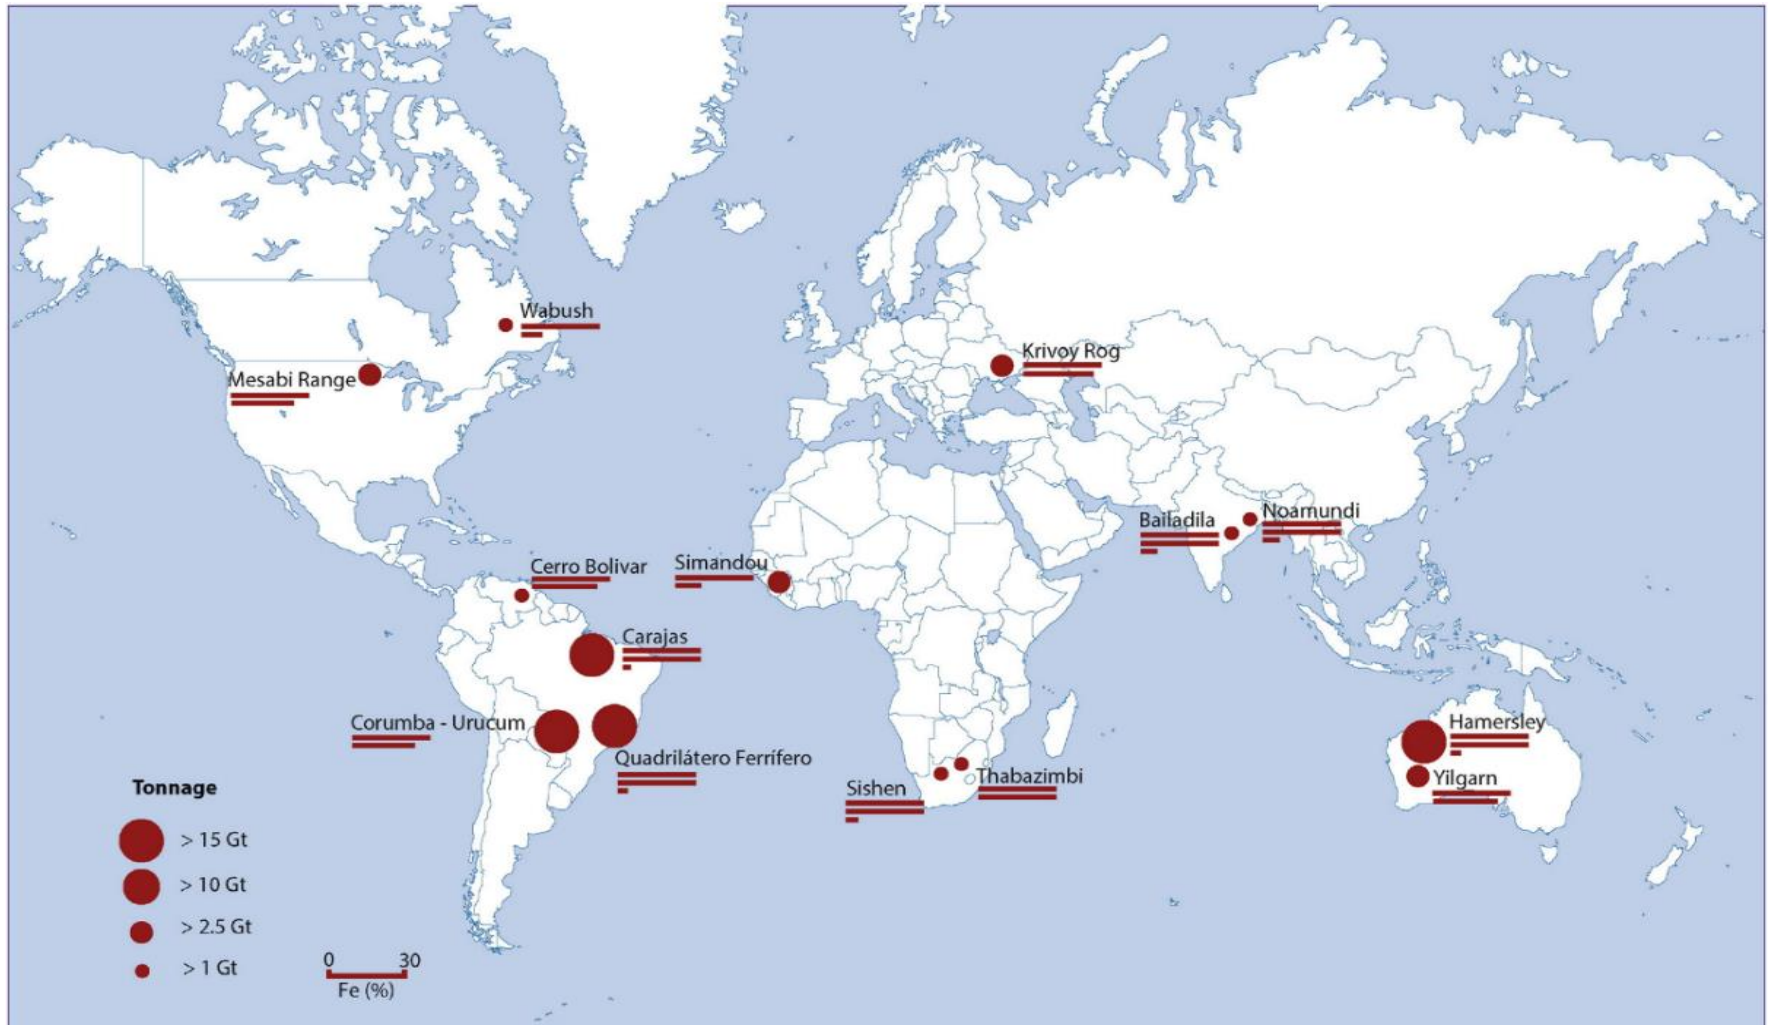 Wabush
Krivoy Rog
Mesabi Range
Noamundi
Bailadila
Cerro Bolivar
Simandou
Carajas
Corumba - Urucum
Hamersley
Quadrilátero Ferrífero
Thabazimbi
Yilgarn
Sishen
Tonnage
> 15 Gt
> 10 Gt
> 2.5 Gt
> 1 Gt
0 30
Fe (%)